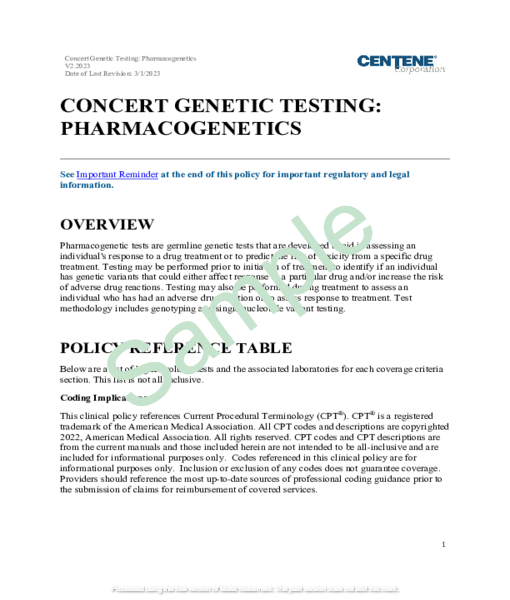 Concert Genetic Testing: Pharmacogenetics
V2.2023
Date of Last Revision: 3/1/2023
CENTENE®
Corporation
CONCERT GENETIC TESTING:
PHARMACOGENETICS
See Important Reminder at the end of this policy for important regulatory and legal
information.
OVERVIEW
Pharmacogenetic tests are germline genetic tests that are developed to aid in assessing an
individual's response to a drug treatment or to predict the risk of toxicity from a specific drug
treatment. Testing may be performed prior to initiation of treatment to identify if an individual
has genetic variants that could either affect response to a particular drug and/or increase the risk
of adverse drug reactions. Testing may also be performed during treatment to assess an
individual who has had an adverse drug reaction or to assess response to treatment. Test
methodology includes genotyping and single nucleotide variant testing.
POLICY REFERENCE TABLE
Below are a list of higher volume tests and the associated laboratories for each coverage criteria
section. This list is not all inclusive.
Coding Implications
This clinical policy references Current Procedural Terminology (CPT®). CPT® is a registered
trademark of the American Medical Association. All CPT codes and descriptions are copyrighted
2022, American Medical Association. All rights reserved. CPT codes and CPT descriptions are
from the current manuals and those included herein are not intended to be all-inclusive and are
included for informational purposes only. Codes referenced in this clinical policy are for
informational purposes only. Inclusion or exclusion of any codes does not guarantee coverage.
Providers should reference the most up-to-date sources of professional coding guidance prior to
the submission of claims for reimbursement of covered services.
Sample
1